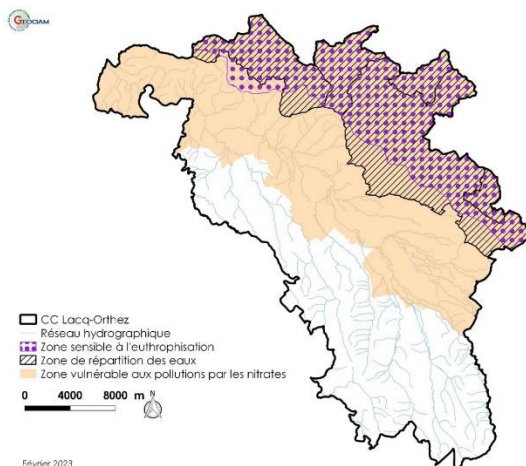 GEOCIAM
CC Lacq-Orthez
Réseau hydrographique
Zone sensible à l'euthrophisation
Zone de répartition des eaux
Zone vulnérable aux pollutions par les nitrates
0 4000 8000 m N
Février 2023